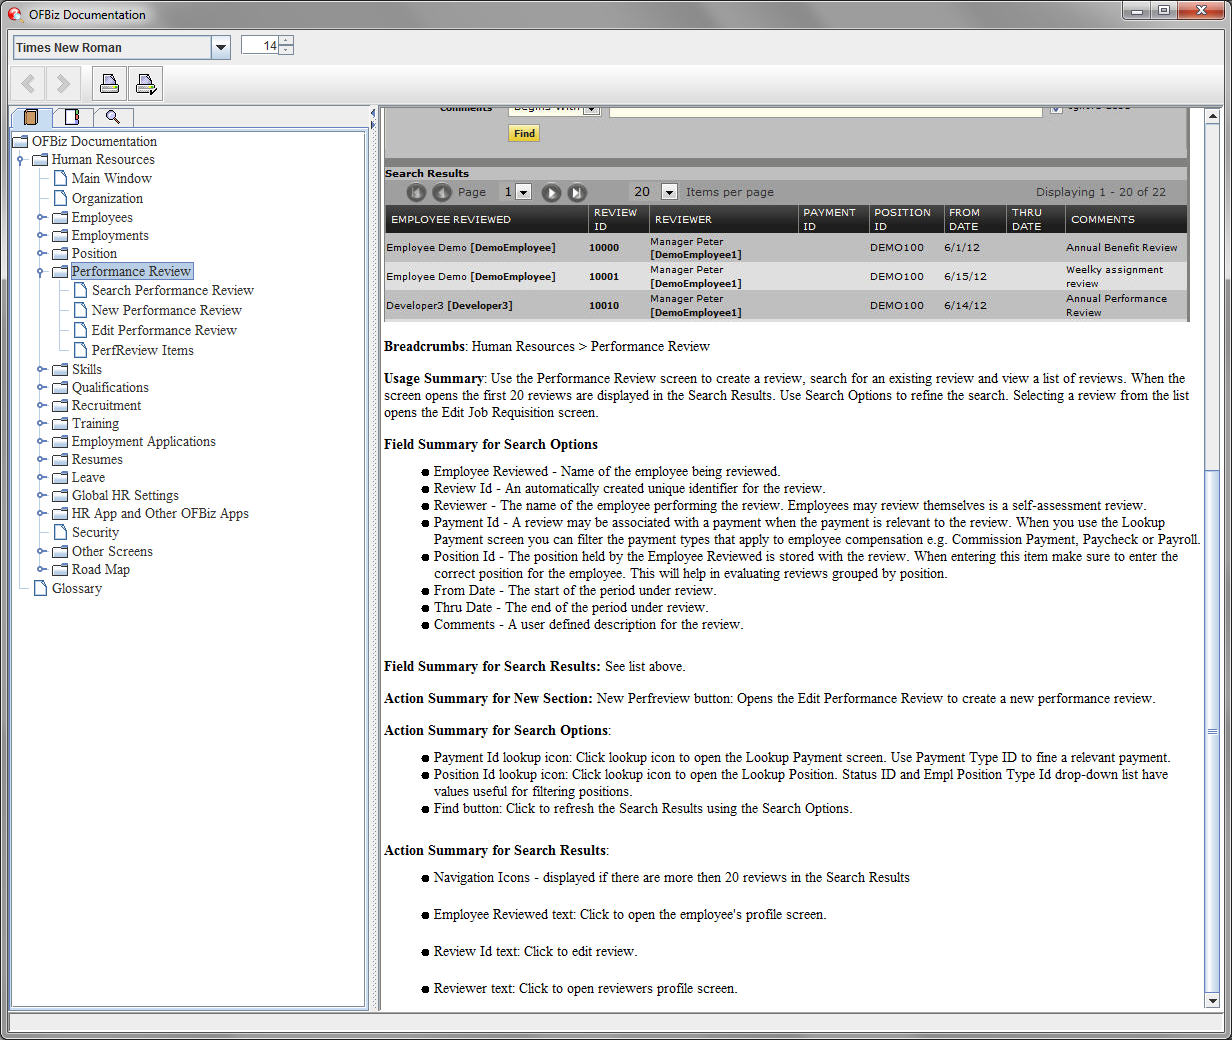 OFBiz Documentation
Times New Roman
14
OFBiz Documentation
Human Resources
Main Window
Organization
Employees
Employments
Position
Performance Review
Search Performance Review
New Performance Review
Edit Performance Review
PerfReview Items
Skills
Qualifications
Recruitment
Training
Employment Applications
Resumes
Leave
Global HR Settings
HR App and Other OFBiz Apps
Security
Other Screens
Road Map
Glossary
Comments Begins With Ignore Case
Find
Search Results
Page 1 20 Items per page Displaying 1 - 20 of 22
EMPLOYEE REVIEWED REVIEW ID REVIEWER PAYMENT ID POSITION ID FROM DATE THRU DATE COMMENTS
Employee Demo [DemoEmployee] 10000 Manager Peter [DemoEmployee1] DEMO100 6/1/12 Annual Benefit Review
Employee Demo [DemoEmployee] 10001 Manager Peter [DemoEmployee1] DEMO100 6/15/12 Weelky assignment review
Developer3 [Developer3] 10010 Manager Peter [DemoEmployee1] DEMO100 6/14/12 Annual Performance Review
Breadcrumbs: Human Resources > Performance Review
Usage Summary: Use the Performance Review screen to create a review, search for an existing review and view a list of reviews. When the
screen opens the first 20 reviews are displayed in the Search Results. Use Search Options to refine the search. Selecting a review from the list
opens the Edit Job Requisition screen.
Field Summary for Search Options
Employee Reviewed - Name of the employee being reviewed.
Review Id - An automatically created unique identifier for the review.
Reviewer - The name of the employee performing the review. Employees may review themselves is a self-assessment review.
Payment Id - A review may be associated with a payment when the payment is relevant to the review. When you use the Lookup
Payment screen you can filter the payment types that apply to employee compensation e.g. Commission Payment, Paycheck or Payroll.
Position Id - The position held by the Employee Reviewed is stored with the review. When entering this item make sure to enter the
correct position for the employee. This will help in evaluating reviews grouped by position.
From Date - The start of the period under review.
Thru Date - The end of the period under review.
Comments - A user defined description for the review.
Field Summary for Search Results: See list above.
Action Summary for New Section: New Perfreview button: Opens the Edit Performance Review to create a new performance review.
Action Summary for Search Options:
Payment Id lookup icon: Click lookup icon to open the Lookup Payment screen. Use Payment Type ID to fine a relevant payment.
Position Id lookup icon: Click lookup icon to open the Lookup Position. Status ID and Empl Position Type Id drop-down list have
values useful for filtering positions.
Find button: Click to refresh the Search Results using the Search Options.
Action Summary for Search Results:
Navigation Icons - displayed if there are more then 20 reviews in the Search Results
Employee Reviewed text: Click to open the employee's profile screen.
Review Id text: Click to edit review.
Reviewer text: Click to open reviewers profile screen.